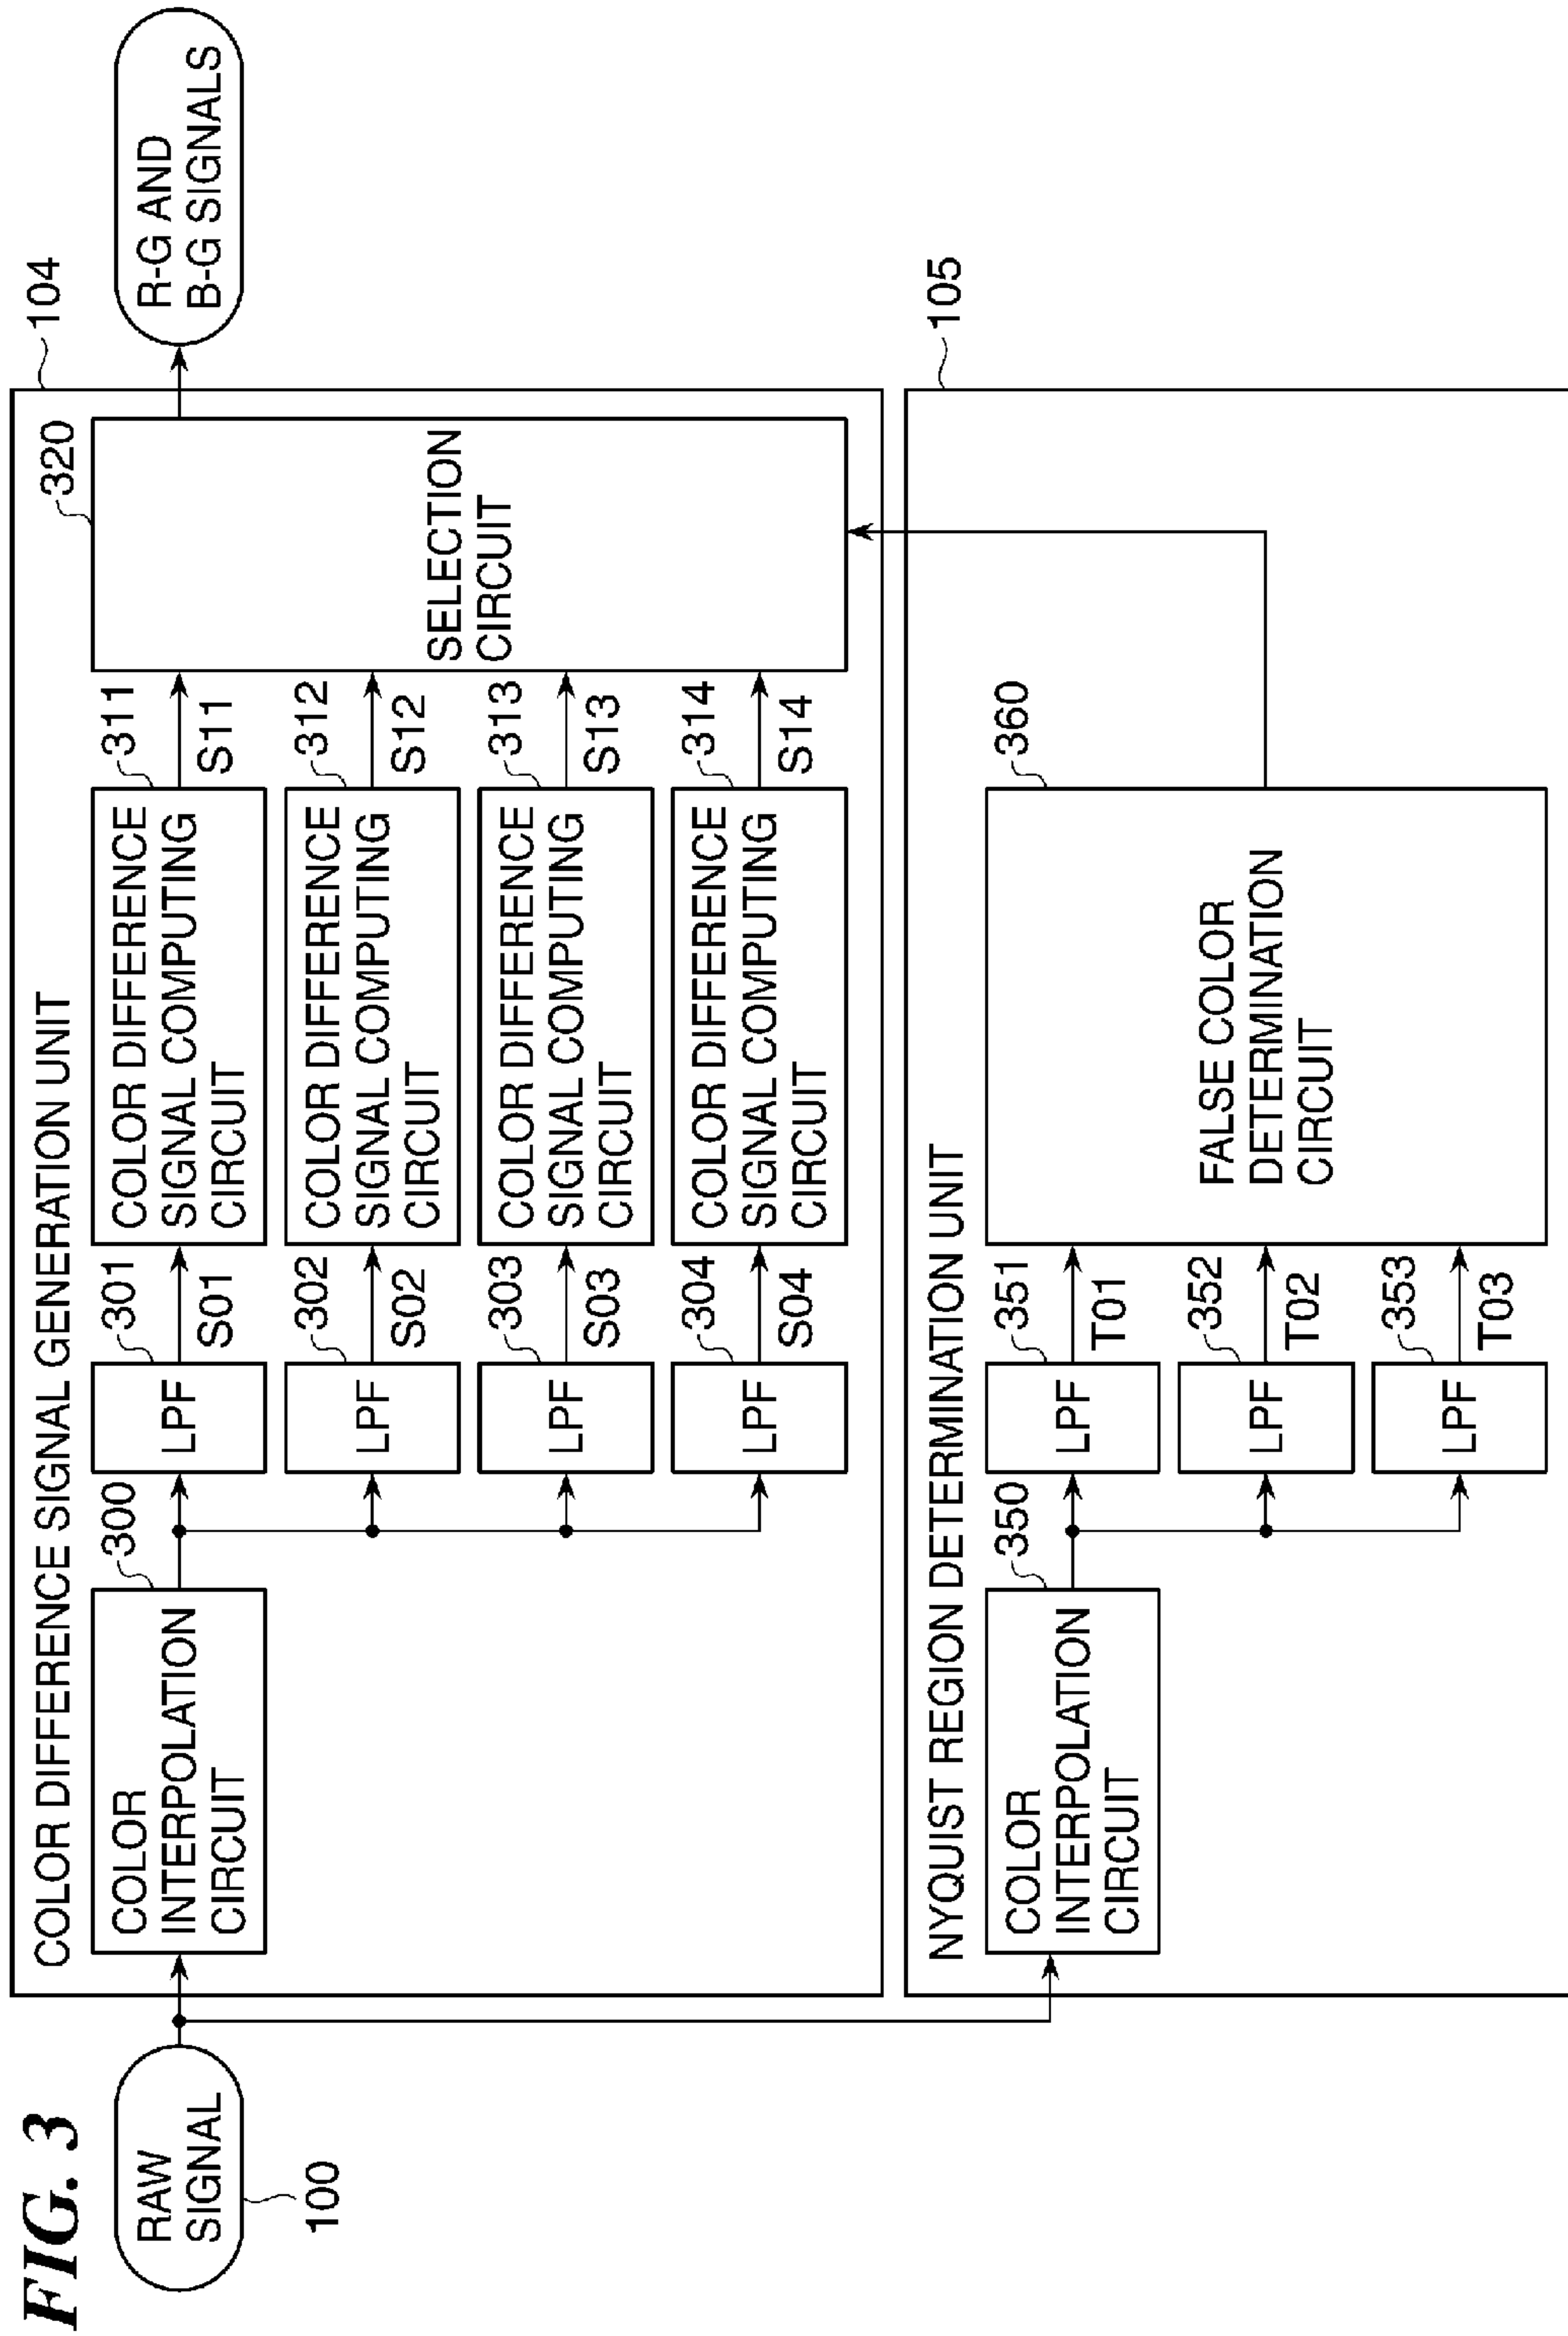 FIG. 3
RAW
SIGNAL
100
COLOR DIFFERENCE SIGNAL GENERATION UNIT
104
COLOR
INTERPOLATION
CIRCUIT
300
LPF
301
S01
COLOR DIFFERENCE
SIGNAL COMPUTING
CIRCUIT
311
S11
LPF
302
S02
COLOR DIFFERENCE
SIGNAL COMPUTING
CIRCUIT
312
S12
LPF
303
S03
COLOR DIFFERENCE
SIGNAL COMPUTING
CIRCUIT
313
S13
LPF
304
S04
COLOR DIFFERENCE
SIGNAL COMPUTING
CIRCUIT
314
S14
320
SELECTION
CIRCUIT
R-G AND
B-G SIGNALS
NYQUIST REGION DETERMINATION UNIT
105
COLOR
INTERPOLATION
CIRCUIT
350
LPF
351
T01
LPF
352
T02
LPF
353
T03
FALSE COLOR
DETERMINATION
CIRCUIT
360